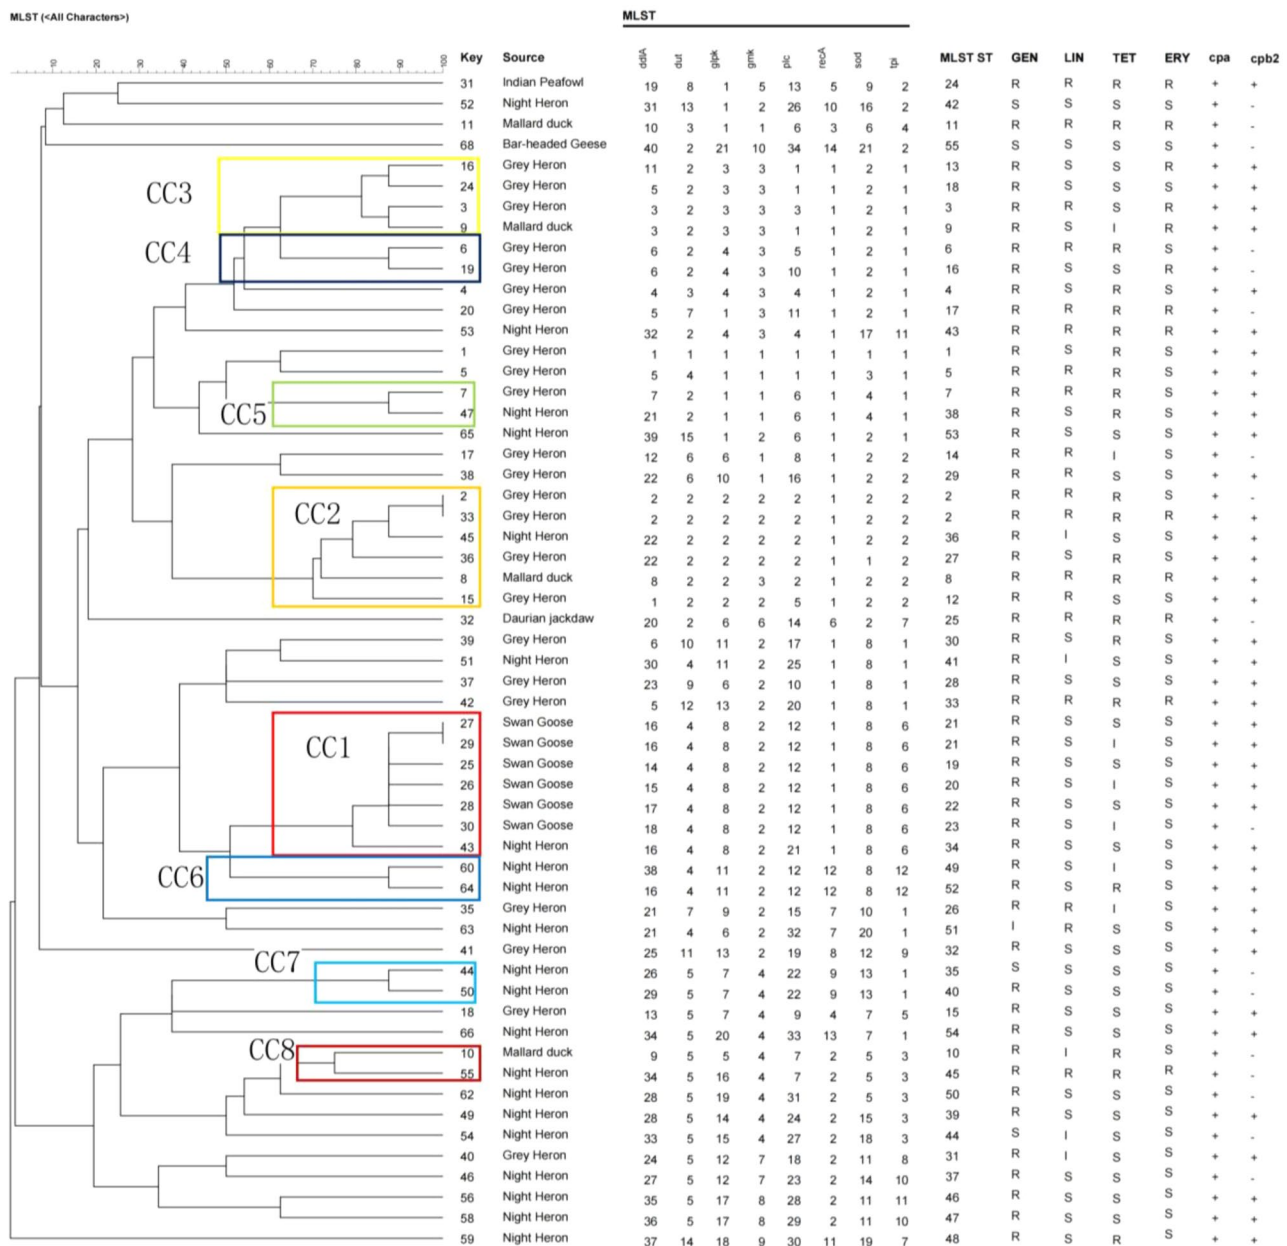 MLST (<All Characters>)
MLST
10 20 30 40 50 60 70 80 90 100 Key Source ddlA dut glpk gmk plc recA sod tpi MLST ST GEN LIN TET ERY cpa cpb2
31 Indian Peafowl 19 8 1 5 13 5 9 2 24 R R R R + +
52 Night Heron 31 13 1 2 26 10 16 2 42 S S S S + -
11 Mallard duck 10 3 1 1 6 3 6 4 11 R R R R + -
68 Bar-headed Geese 40 2 21 10 34 14 21 2 55 S S S S + -
16 Grey Heron 11 2 3 3 1 1 2 1 13 R S S R + +
CC3
24 Grey Heron 5 2 3 3 1 1 2 1 18 R S S S + +
3 Grey Heron 3 2 3 3 3 1 2 1 3 R R S R + +
9 Mallard duck 3 2 3 3 1 1 2 1 9 R S I R + +
CC4
6 Grey Heron 6 2 4 3 5 1 2 1 6 R R R S + -
19 Grey Heron 6 2 4 3 10 1 2 1 16 R S S R + -
4 Grey Heron 4 3 4 3 4 1 2 1 4 R S R S + +
20 Grey Heron 5 7 1 3 11 1 2 1 17 R R R R + -
53 Night Heron 32 2 4 3 4 1 17 11 43 R R R R + +
1 Grey Heron 1 1 1 1 1 1 1 1 1 R S R S + +
5 Grey Heron 5 4 1 1 1 1 3 1 5 R R R S + +
7 Grey Heron 7 2 1 1 6 1 4 1 7 R R R S + +
CC5
47 Night Heron 21 2 1 1 6 1 4 1 38 R S R S + +
65 Night Heron 39 15 1 2 6 1 2 1 53 R S S S + +
17 Grey Heron 12 6 6 1 8 1 2 2 14 R R I S + -
38 Grey Heron 22 6 10 1 16 1 2 2 29 R R S S + +
2 Grey Heron 2 2 2 2 2 1 2 2 2 R R R S + -
CC2
33 Grey Heron 2 2 2 2 2 1 2 2 2 R R R R + +
45 Night Heron 22 2 2 2 2 1 2 2 36 R I S S + +
36 Grey Heron 22 2 2 2 2 1 1 2 27 R S R S + +
8 Mallard duck 8 2 2 3 2 1 2 2 8 R R R R + +
15 Grey Heron 1 2 2 2 5 1 2 2 12 R R S S + +
32 Daurian jackdaw 20 2 6 6 14 6 2 7 25 R R R R + -
39 Grey Heron 6 10 11 2 17 1 8 1 30 R S R S + +
51 Night Heron 30 4 11 2 25 1 8 1 41 R I S S + +
37 Grey Heron 23 9 6 2 10 1 8 1 28 R S S S + +
42 Grey Heron 5 12 13 2 20 1 8 1 33 R R R R + +
27 Swan Goose 16 4 8 2 12 1 8 6 21 R S S S + +
CC1
29 Swan Goose 16 4 8 2 12 1 8 6 21 R S I S + +
25 Swan Goose 14 4 8 2 12 1 8 6 19 R S S S + +
26 Swan Goose 15 4 8 2 12 1 8 6 20 R S I S + +
28 Swan Goose 17 4 8 2 12 1 8 6 22 R S S S + +
30 Swan Goose 18 4 8 2 12 1 8 6 23 R S I S + -
43 Night Heron 16 4 8 2 21 1 8 6 34 R S S S + +
CC6
60 Night Heron 38 4 11 2 12 12 8 12 49 R S I S + +
64 Night Heron 16 4 11 2 12 12 8 12 52 R S R S + +
35 Grey Heron 21 7 9 2 15 7 10 1 26 R R I S + +
63 Night Heron 21 4 6 2 32 7 20 1 51 I R S S + +
41 Grey Heron 25 11 13 2 19 8 12 9 32 R S S S + +
CC7
44 Night Heron 26 5 7 4 22 9 13 1 35 S S S S + -
50 Night Heron 29 5 7 4 22 9 13 1 40 R S S S + -
18 Grey Heron 13 5 7 4 9 4 7 5 15 R S S S + +
66 Night Heron 34 5 20 4 33 13 7 1 54 R S S S + +
CC8
10 Mallard duck 9 5 5 4 7 2 5 3 10 R I R S + -
55 Night Heron 34 5 16 4 7 2 5 3 45 R R R R + -
62 Night Heron 28 5 19 4 31 2 5 3 50 R S S S + -
49 Night Heron 28 5 14 4 24 2 15 3 39 R S S S + +
54 Night Heron 33 5 15 4 27 2 18 3 44 S I S S + -
40 Grey Heron 24 5 12 7 18 2 11 8 31 R I S S + +
46 Night Heron 27 5 12 7 23 2 14 10 37 R S S S + -
56 Night Heron 35 5 17 8 28 2 11 11 46 R S S S + +
58 Night Heron 36 5 17 8 29 2 11 10 47 R S S S + +
59 Night Heron 37 14 18 9 30 11 19 7 48 R S R S + +